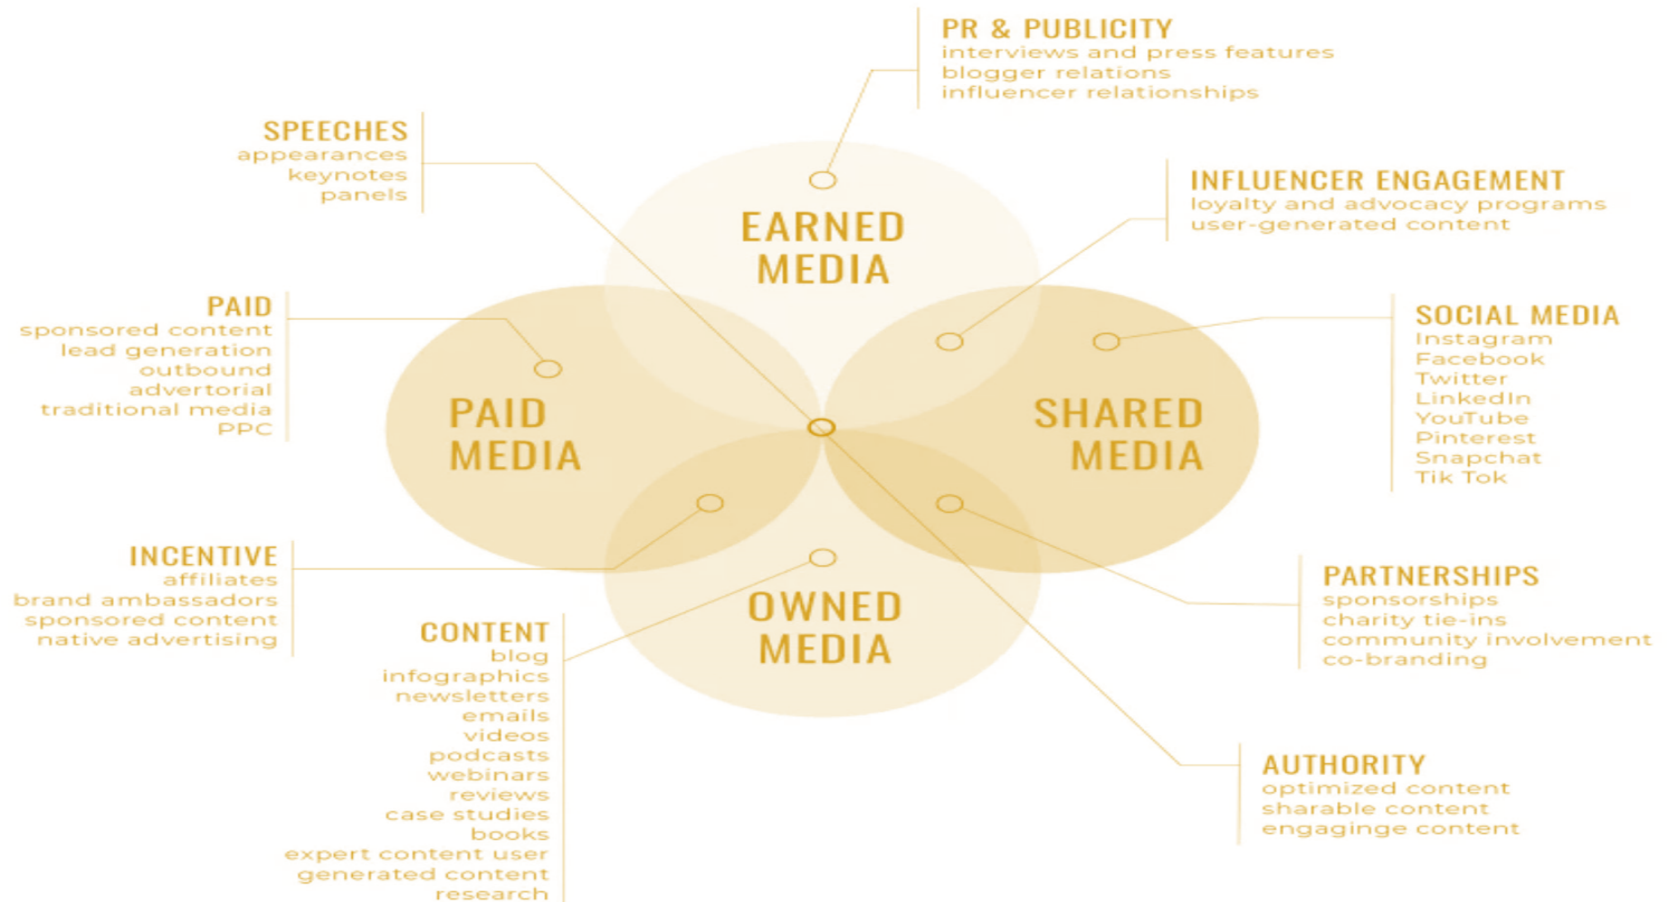 PR & PUBLICITY
interviews and press features
blogger relations
influencer relationships
SPEECHES
appearances
keynotes
panels
INFLUENCER ENGAGEMENT
loyalty and advocacy programs
user-generated content
EARNED
MEDIA
PAID
sponsored content
lead generation
outbound
advertorial
traditional media
PPC
SOCIAL MEDIA
Instagram
Facebook
Twitter
LinkedIn
YouTube
Pinterest
Snapchat
Tik Tok
PAID
MEDIA
SHARED
MEDIA
INCENTIVE
affiliates
brand ambassadors
sponsored content
native advertising
OWNED
MEDIA
PARTNERSHIPS
sponsorships
charity tie-ins
community involvement
co-branding
CONTENT
blog
infographics
newsletters
emails
videos
podcasts
webinars
reviews
case studies
books
expert content user
generated content
research
AUTHORITY
optimized content
sharable content
engaginge content